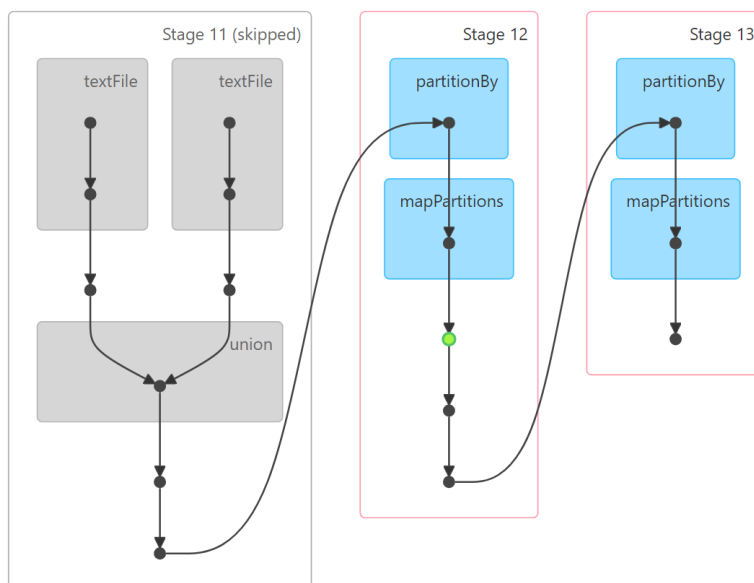 Stage 11 (skipped)
textFile
textFile
union
Stage 12
partitionBy
mapPartitions
Stage 13
partitionBy
mapPartitions